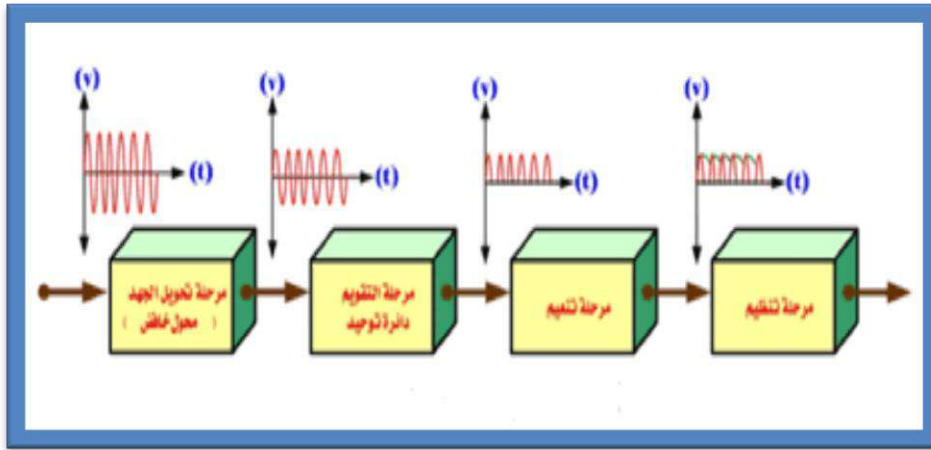 (v)
(v)
(v)
(v)
(t)
(t)
(t)
(t)
مرحلة تحويل الجهد
( محول خافض )
مرحلة التقويم
دائرة توحيد
مرحلة تنعيم
مرحلة تنظيم